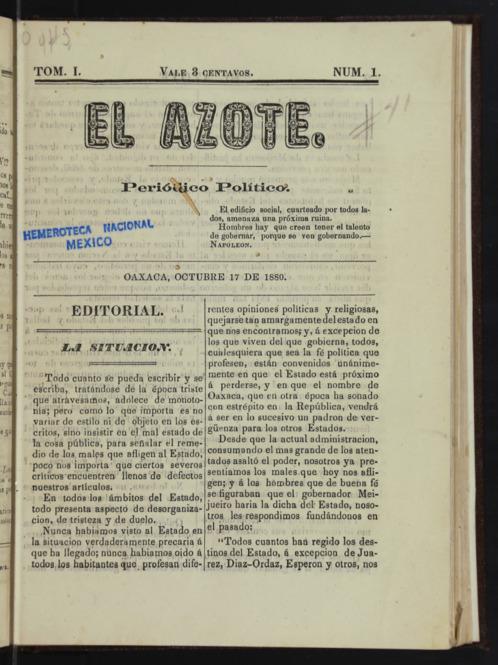 TOM. I. VALE 3 CENTAVOS. NUM. 1.
# 41
EL AZOTE.
Periódico Político.
El edificio social, cuarteado por todos la-
dos, amenaza una próxima ruina.
Hombres hay que creen tener el talento
de gobernar, porque se ven gobernando.—
NAPOLEON.
HEMEROTECA NACIONAL
MEXICO
OAXACA, OCTUBRE 17 DE 1880.
EDITORIAL.
LA SITUACION.
Todo cuanto se pueda escribir y se
escriba, tratándose de la época triste
que atravesamos, adolece de monoto-
nía; pero como lo que importa es no
variar de estilo ni de objeto en los es-
critos, sino insistir en el mal estado de
la cosa pública, para señalar el reme-
dio de los males que afligen al Estado,
poco nos importa que ciertos severos
críticos encuentren llenos de defectos
nuestros artículos.
En todos los ámbitos del Estado,
todo presenta aspecto de desorganiza-
cion, de tristeza y de duelo.
Nunca habiamos visto al Estado en
la situacion verdaderamente precaria á
que ha llegado; nunca habiamos oido á
todos los habitantes que profesan dife-
rentes opiniones políticas y religiosas,
quejarse tan amargamente del estado en
que nos encontramos; y, á excepcion de
los que viven del que gobierna, todos,
cualesquiera que sea la fé política que
profesen, están convenidos unánime-
mente en que el Estado está próximo
á perderse, y en que el nombre de
Oaxaca, que en otra época ha sonado
con estrépito en la República, vendrá
á ser en lo sucesivo un padron de ver-
güenza para los otros Estados.
Desde que la actual administracion,
consumando el mas grande de los aten-
tados asaltó el poder, nosotros ya pre-
sentiamos los males que hoy nos afli-
gen; y á los hombres que de buena fé
se figuraban que el gobernador Mei-
jueiro haria la dicha del Estado, noso-
tros les respondimos fundándonos en
el pasado:
"Todos cuantos han regido los des-
tinos del Estado, á excepcion de Jua-
rez, Diaz-Ordaz, Esperon y otros, nos